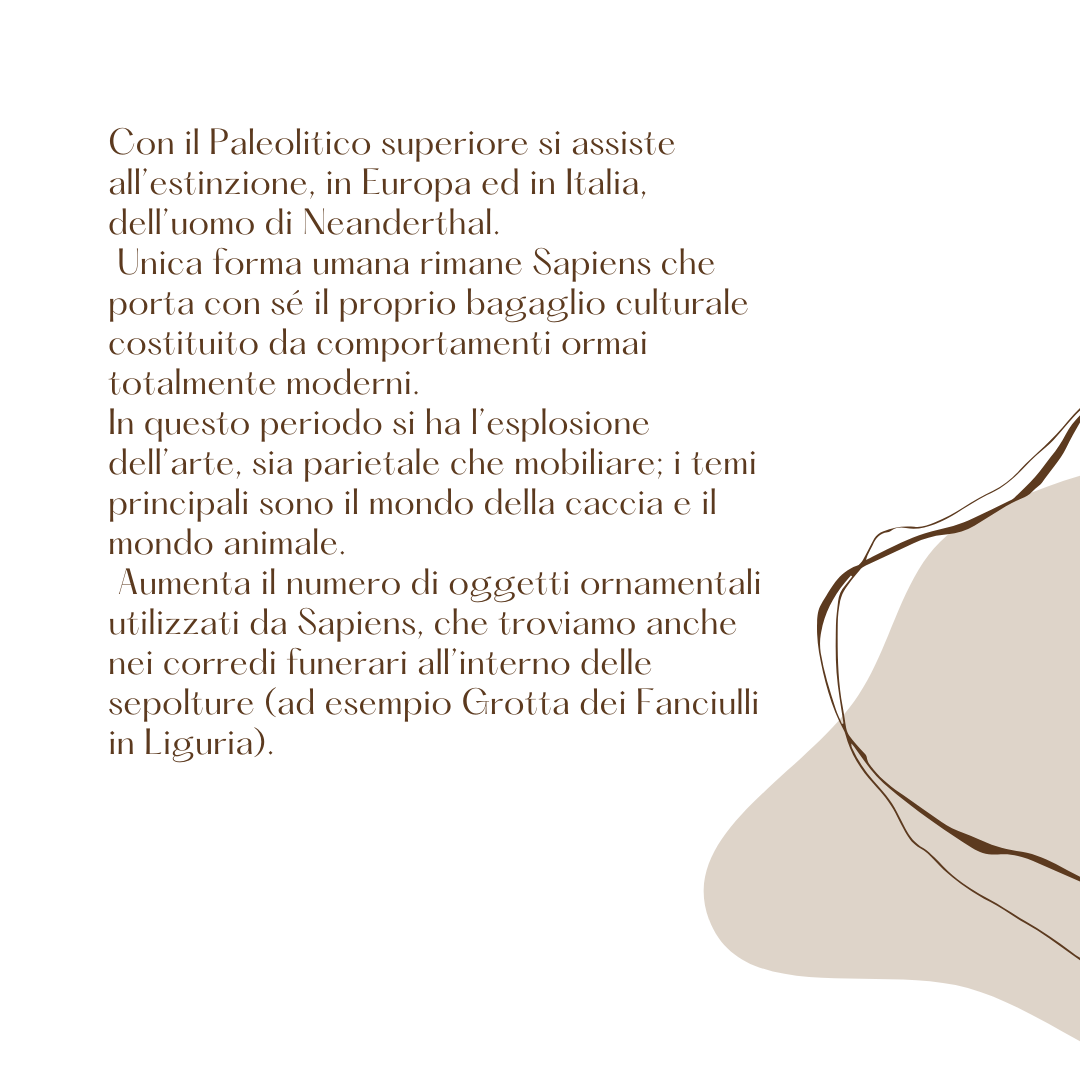 Con il Paleolitico superiore si assiste
all'estinzione, in Europa ed in Italia,
dell'uomo di Neanderthal.
Unica forma umana rimane Sapiens che
porta con sé il proprio bagaglio culturale
costituito da comportamenti ormai
totalmente moderni.
In questo periodo si ha l'esplosione
dell'arte, sia parietale che mobiliare; i temi
principali sono il mondo della caccia e il
mondo animale.
Aumenta il numero di oggetti ornamentali
utilizzati da Sapiens, che troviamo anche
nei corredi funerari all'interno delle
sepolture (ad esempio Grotta dei Fanciulli
in Liguria).